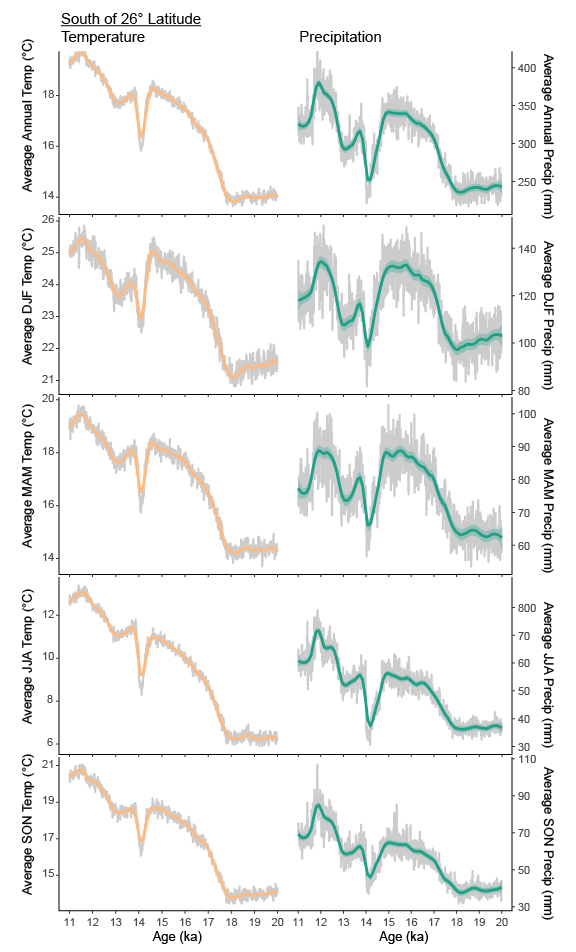 South of 26° Latitude
Temperature
Precipitation
Average Annual Temp (°C)
18
16
14
400
350
300
250
Average Annual Precip (mm)
Average DJF Temp (°C)
26
25
24
23
22
21
140
120
100
80
Average DJF Precip (mm)
Average MAM Temp (°C)
20
18
16
14
100
90
80
70
60
Average MAM Precip (mm)
Average JJA Temp (°C)
12
10
8
6
800
70
60
50
40
30
Average JJA Precip (mm)
Average SON Temp (°C)
21
19
17
15
110
90
70
50
30
Average SON Precip (mm)
11 12 13 14 15 16 17 18 19 20
11 12 13 14 15 16 17 18 19 20
Age (ka)
Age (ka)